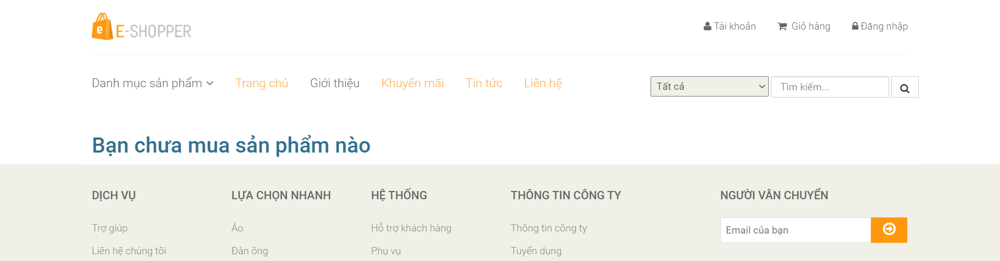 E-SHOPPER
Tài khoản Giỏ hàng Đăng nhập
Danh mục sản phẩm Trang chủ Giới thiệu Khuyến mãi Tin tức Liên hệ Tất cả Tìm kiếm...
Bạn chưa mua sản phẩm nào
DỊCH VỤ LỰA CHỌN NHANH HỆ THỐNG THÔNG TIN CÔNG TY NGƯỜI VÂN CHUYỂN
Trợ giúp Áo Hỗ trợ khách hàng Thông tin công ty Email của bạn
Liên hệ chúng tôi Đàn ông Phụ vụ Tuyển dụng